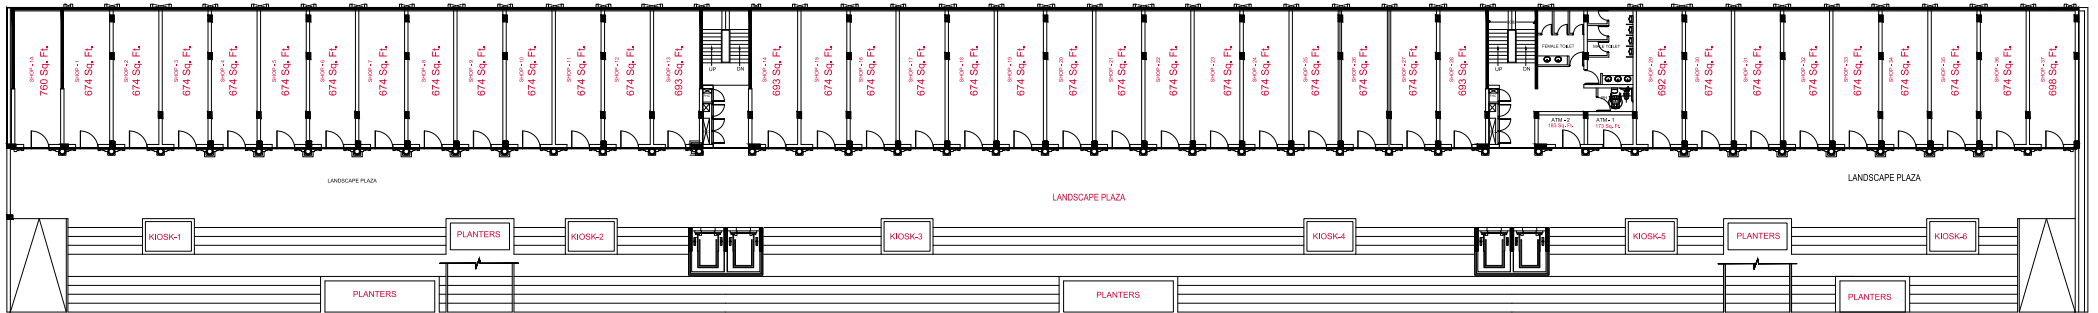 SHOP - 1A
760 Sq. Ft.
SHOP - 1
674 Sq. Ft.
SHOP - 2
674 Sq. Ft.
SHOP - 3
674 Sq. Ft.
SHOP - 4
674 Sq. Ft.
SHOP - 5
674 Sq. Ft.
SHOP - 6
674 Sq. Ft.
SHOP - 7
674 Sq. Ft.
SHOP - 8
674 Sq. Ft.
SHOP - 9
674 Sq. Ft.
SHOP - 10
674 Sq. Ft.
SHOP - 11
674 Sq. Ft.
SHOP - 12
674 Sq. Ft.
SHOP - 13
693 Sq. Ft.
UP
DN
SHOP - 14
693 Sq. Ft.
SHOP - 15
674 Sq. Ft.
SHOP - 16
674 Sq. Ft.
SHOP - 17
674 Sq. Ft.
SHOP - 18
674 Sq. Ft.
SHOP - 19
674 Sq. Ft.
SHOP - 20
674 Sq. Ft.
SHOP - 21
674 Sq. Ft.
SHOP - 22
674 Sq. Ft.
SHOP - 23
674 Sq. Ft.
SHOP - 24
674 Sq. Ft.
SHOP - 25
674 Sq. Ft.
SHOP - 26
674 Sq. Ft.
SHOP - 27
674 Sq. Ft.
SHOP - 28
693 Sq. Ft.
UP
DN
FEMALE TOILET
MALE TOILET
ATM - 2
183 Sq. Ft.
ATM - 1
173 Sq. Ft.
SHOP - 29
692 Sq. Ft.
SHOP - 30
674 Sq. Ft.
SHOP - 31
674 Sq. Ft.
SHOP - 32
674 Sq. Ft.
SHOP - 33
674 Sq. Ft.
SHOP - 34
674 Sq. Ft.
SHOP - 35
674 Sq. Ft.
SHOP - 36
674 Sq. Ft.
SHOP - 37
698 Sq. Ft.
LANDSCAPE PLAZA
LANDSCAPE PLAZA
LANDSCAPE PLAZA
KIOSK-1
PLANTERS
KIOSK-2
KIOSK-3
KIOSK-4
KIOSK-5
PLANTERS
KIOSK-6
PLANTERS
PLANTERS
PLANTERS